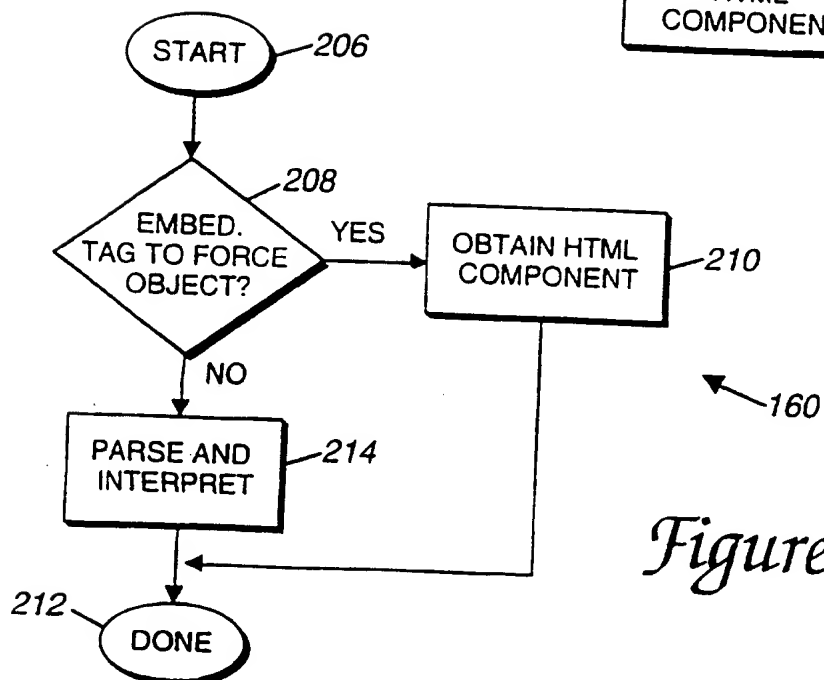 COMPONEN
START
206
208
EMBED.
TAG TO FORCE
OBJECT?
YES
OBTAIN HTML
COMPONENT
210
NO
160
PARSE AND
INTERPRET
214
Figure
212
DONE